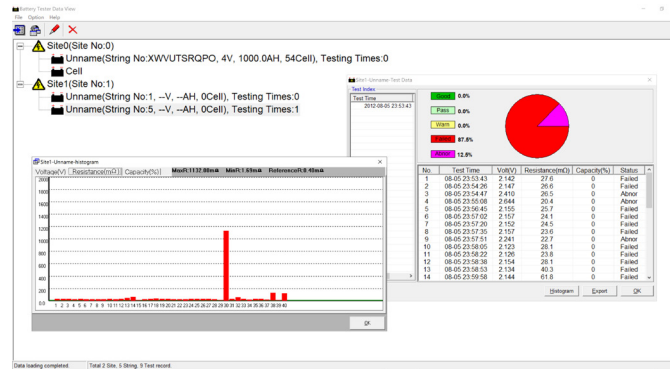 Battery Tester Data View
File Option Help
Site0(Site No:0)
Unname(String No:XWVUTSRQPO, 4V, 1000.0AH, 54Cell), Testing Times:0
Cell
Site1(Site No:1)
Unname(String No:1, --V, --AH, 0Cell), Testing Times:0
Unname(String No:5, --V, --AH, 0Cell), Testing Times:1
Site1-Unname-Test Data
Test Index
Test Time
2012-08-05 23:53:43
Good 0.0%
Pass 0.0%
Warn 0.0%
Failed 87.5%
Abnor 12.5%
No. Test Time Volt(V) Resistance(mΩ) Capacity(%) Status
1 08-05 23:53:43 2.142 27.6 0 Failed
2 08-05 23:54:26 2.147 26.6 0 Failed
3 08-05 23:54:47 2.410 26.5 0 Abnor
4 08-05 23:55:08 2.644 20.4 0 Abnor
5 08-05 23:56:45 2.155 25.7 0 Failed
6 08-05 23:57:02 2.157 24.1 0 Failed
7 08-05 23:57:20 2.152 24.5 0 Failed
8 08-05 23:57:35 2.157 23.6 0 Failed
9 08-05 23:57:51 2.241 22.7 0 Abnor
10 08-05 23:58:05 2.123 28.1 0 Failed
11 08-05 23:58:22 2.126 23.8 0 Failed
12 08-05 23:58:38 2.154 28.1 0 Failed
13 08-05 23:58:53 2.134 40.3 0 Failed
14 08-05 23:59:58 2.144 61.8 0 Failed
Histogram Export OK
Site1-Unname-histogram
Voltage(V) Resistance(mΩ) Capacity(%) MaxR:1132.80mΩ MinR:1.69mΩ ReferenceR:0.40mΩ
2000
1800
1600
1400
1200
1000
800
600
400
200
0.0
1 2 3 4 5 6 7 8 9 10 11 12 13 14 15 16 17 18 19 20 21 22 23 24 25 26 27 28 29 30 31 32 33 34 35 36 37 38 39 40
OK
Data loading completed. Total 2 Site, 5 String, 9 Test record.